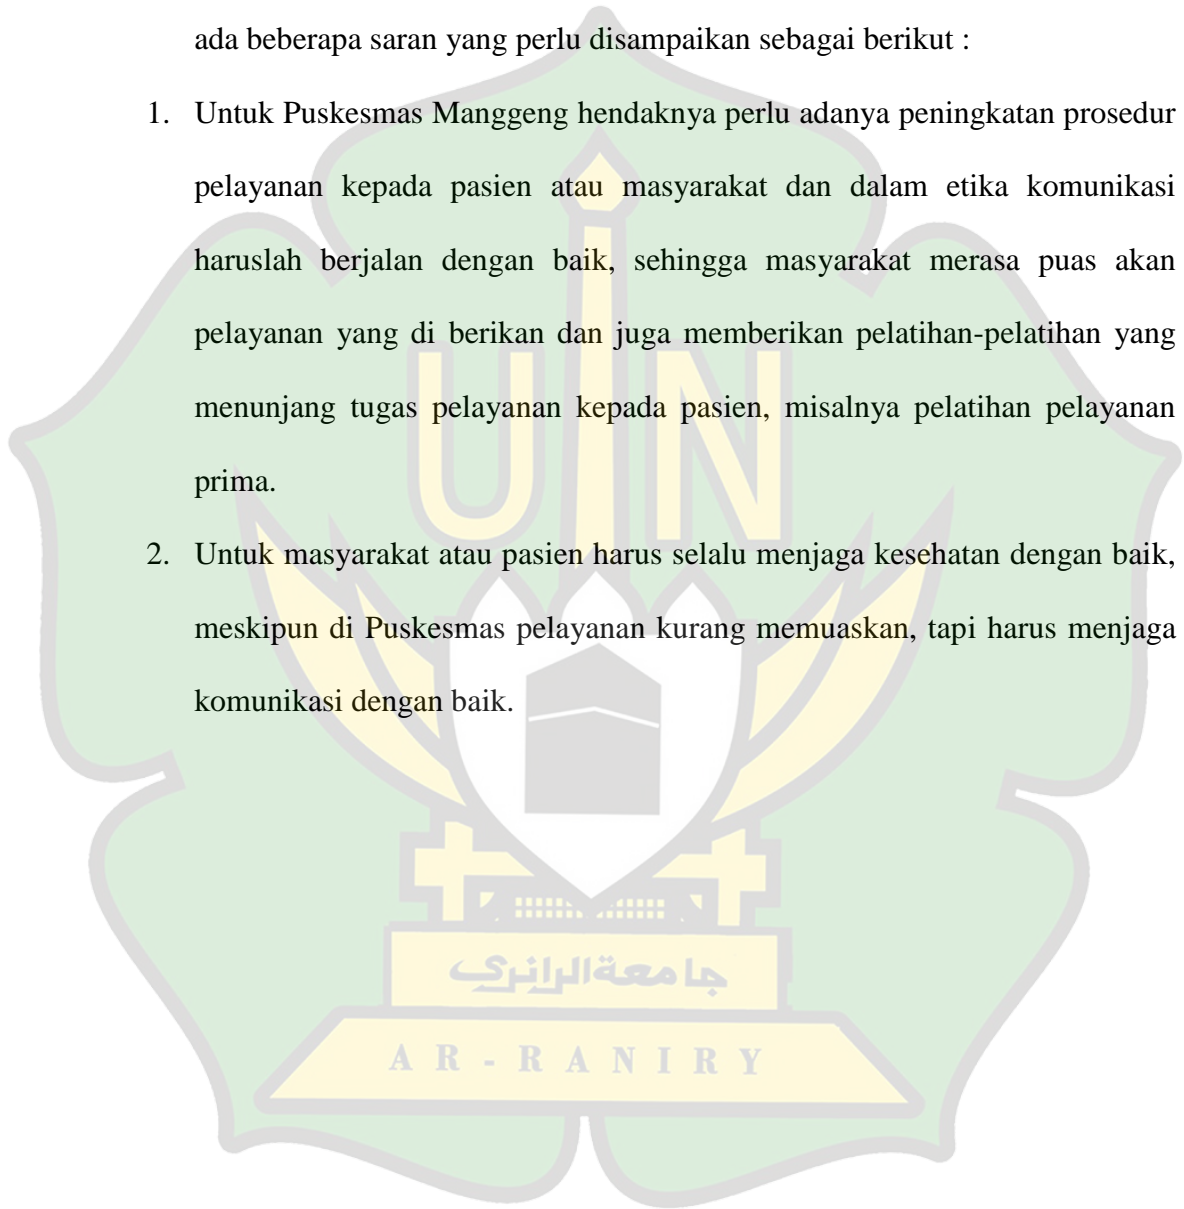 ada beberapa saran yang perlu disampaikan sebagai berikut :
1. Untuk Puskesmas Manggeng hendaknya perlu adanya peningkatan prosedur
pelayanan kepada pasien atau masyarakat dan dalam etika komunikasi
haruslah berjalan dengan baik, sehingga masyarakat merasa puas akan
pelayanan yang di berikan dan juga memberikan pelatihan-pelatihan yang
menunjang tugas pelayanan kepada pasien, misalnya pelatihan pelayanan
prima.
2. Untuk masyarakat atau pasien harus selalu menjaga kesehatan dengan baik,
meskipun di Puskesmas pelayanan kurang memuaskan, tapi harus menjaga
komunikasi dengan baik.
UIN
جامعةالرانري
AR-RANIRY